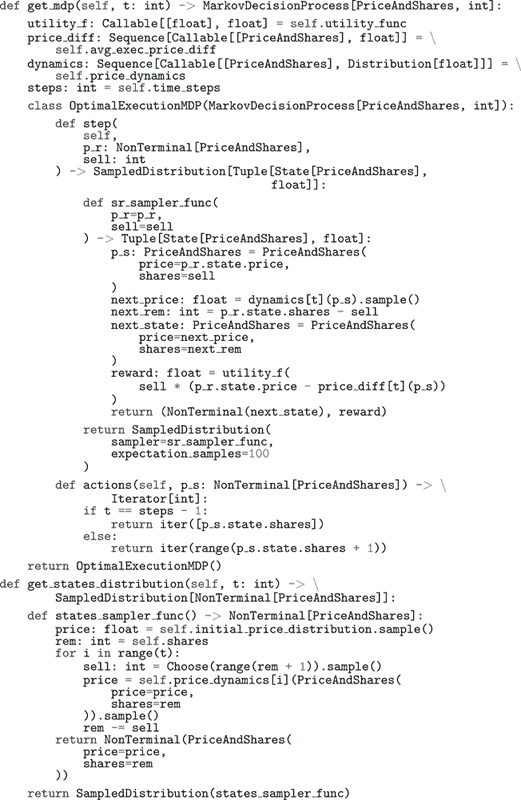 def get_mdp(self, t: int) -> MarkovDecisionProcess[PriceAndShares, int]:
    utility_f: Callable[[float], float] = self.utility_func
    price_diff: Sequence[Callable[[PriceAndShares], float]] = \
        self.avg_exec_price_diff
    dynamics: Sequence[Callable[[PriceAndShares], Distribution[float]]] = \
        self.price_dynamics
    steps: int = self.time_steps
    class OptimalExecutionMDP(MarkovDecisionProcess[PriceAndShares, int]):
        def step(
            self,
            p_r: NonTerminal[PriceAndShares],
            sell: int
        ) -> SampledDistribution[Tuple[State[PriceAndShares],
                                       float]]:
            def sr_sampler_func(
                p_r=p_r,
                sell=sell
            ) -> Tuple[State[PriceAndShares], float]:
                p_s: PriceAndShares = PriceAndShares(
                    price=p_r.state.price,
                    shares=sell
                )
                next_price: float = dynamics[t](p_s).sample()
                next_rem: int = p_r.state.shares - sell
                next_state: PriceAndShares = PriceAndShares(
                    price=next_price,
                    shares=next_rem
                )
                reward: float = utility_f(
                    sell * (p_r.state.price - price_diff[t](p_s))
                )
                return (NonTerminal(next_state), reward)
            return SampledDistribution(
                sampler=sr_sampler_func,
                expectation_samples=100
            )
        def actions(self, p_s: NonTerminal[PriceAndShares]) -> \
                Iterator[int]:
            if t == steps - 1:
                return iter([p_s.state.shares])
            else:
                return iter(range(p_s.state.shares + 1))
    return OptimalExecutionMDP()
def get_states_distribution(self, t: int) -> \
        SampledDistribution[NonTerminal[PriceAndShares]]:
    def states_sampler_func() -> NonTerminal[PriceAndShares]:
        price: float = self.initial_price_distribution.sample()
        rem: int = self.shares
        for i in range(t):
            sell: int = Choose(range(rem + 1)).sample()
            price = self.price_dynamics[i](PriceAndShares(
                price=price,
                shares=rem
            )).sample()
            rem -= sell
        return NonTerminal(PriceAndShares(
            price=price,
            shares=rem
        ))
    return SampledDistribution(states_sampler_func)